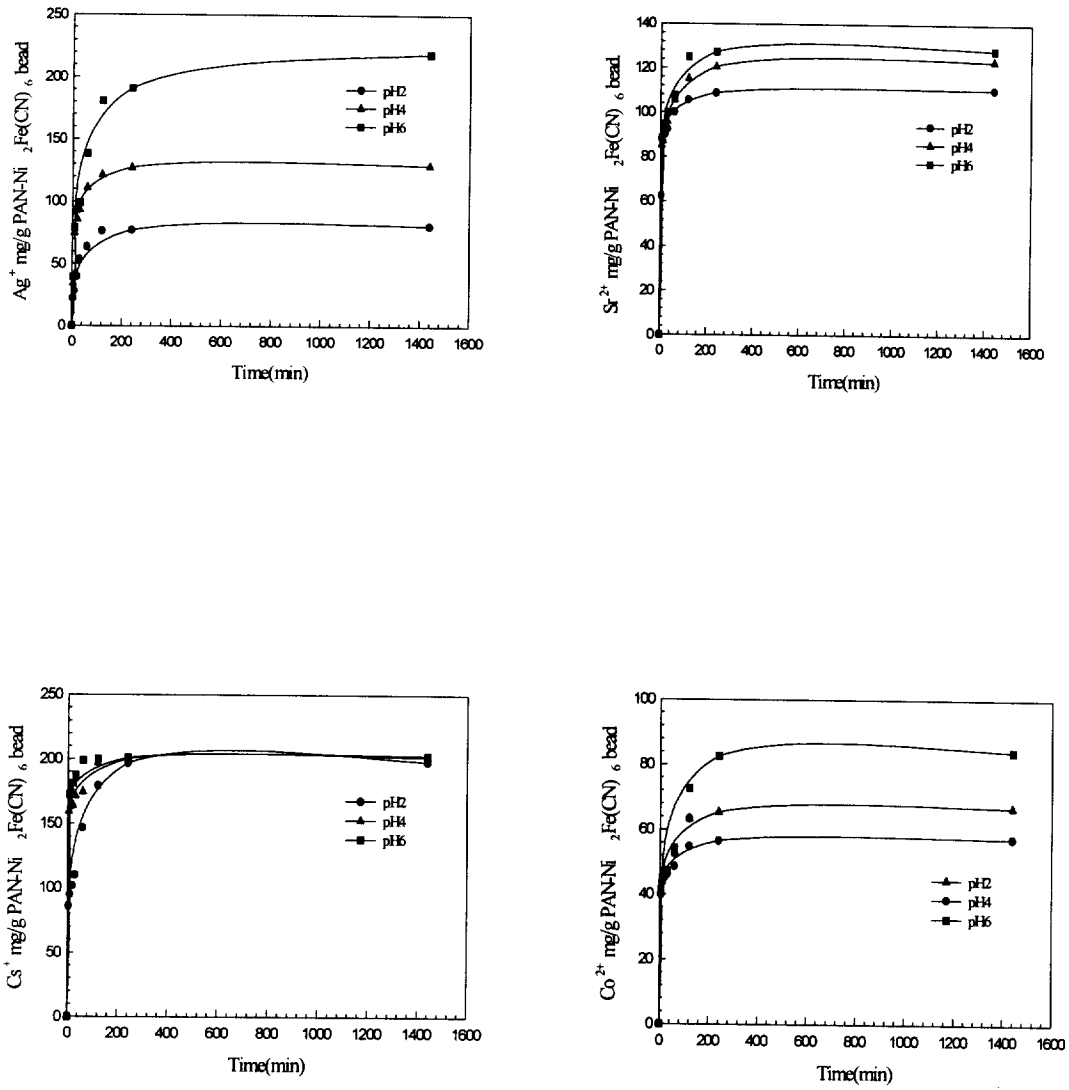 Ag+ mg/g PAN-Ni 2Fe(CN) 6 bead
250
200
150
100
50
0
0 200 400 600 800 1000 1200 1400 1600
Time(min)
pH2
pH4
pH6
Sr2+ mg/g PAN-Ni 2Fe(CN) 6 bead.
140
120
100
80
60
40
20
0
0 200 400 600 800 1000 1200 1400 1600
Time(min)
pH2
pH4
pH6
Cs+ mg/g PAN-Ni 2Fe(CN) 6 bead
250
200
150
100
50
0
0 200 400 600 800 1000 1200 1400 1600
Time(min)
pH2
pH4
pH6
Co2+ mg/g PAN-Ni 2Fe(CN) 6 bead
100
80
60
40
20
0
0 200 400 600 800 1000 1200 1400 1600
Time(min)
pH2
pH4
pH6